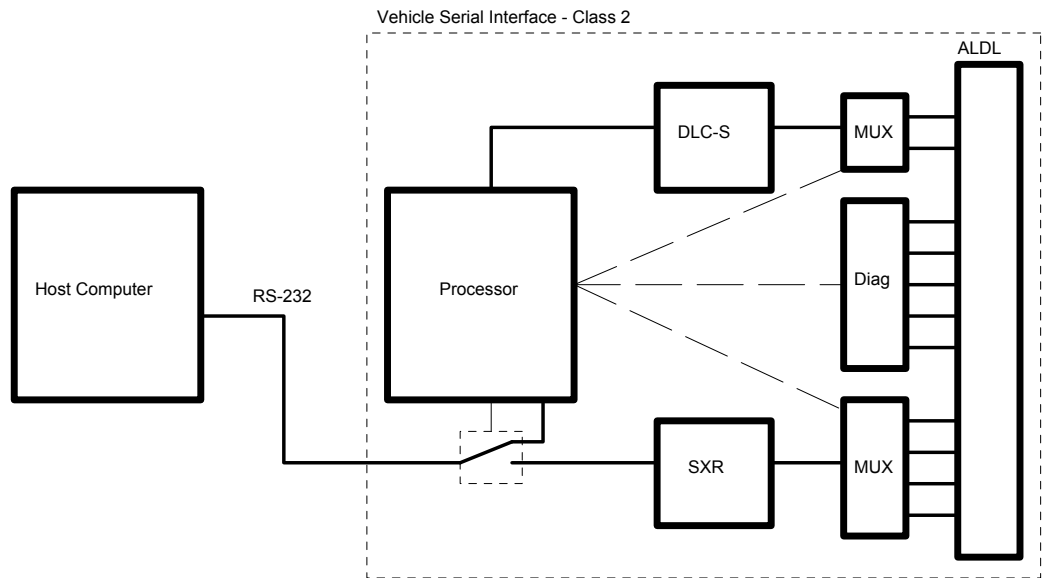 Vehicle Serial Interface - Class 2
ALDL
DLC-S
MUX
Host Computer
RS-232
Processor
Diag
SXR
MUX